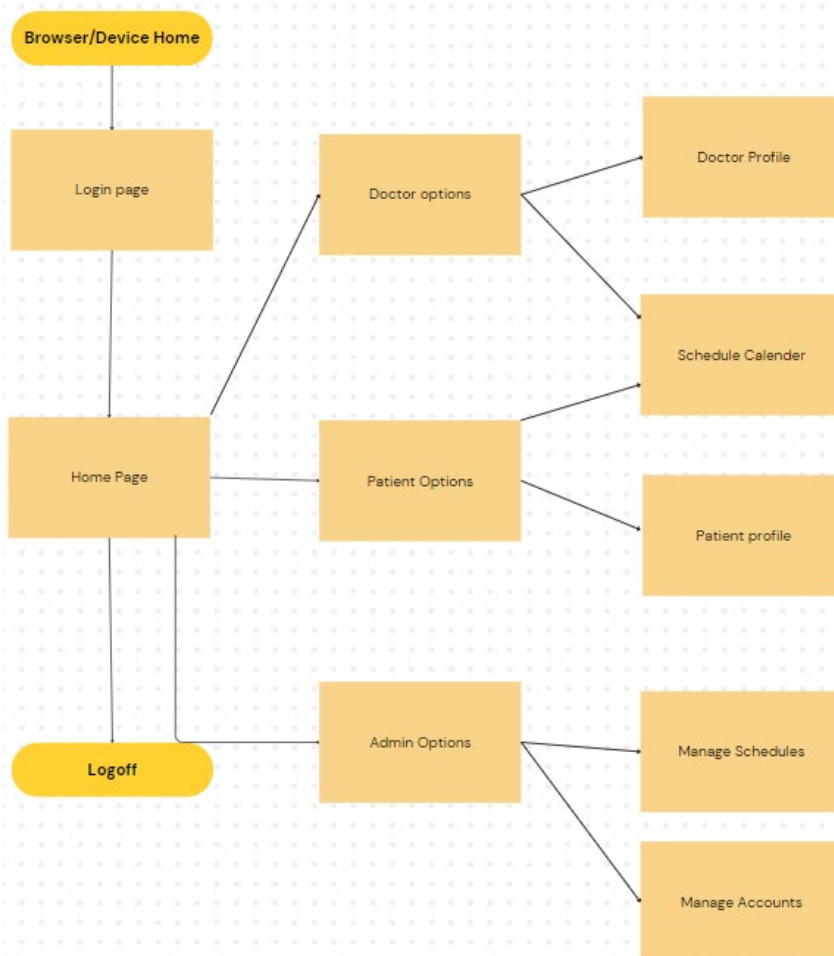 Browser/Device Home
Login page
Doctor options
Doctor Profile
Schedule Calender
Home Page
Patient Options
Patient profile
Logoff
Admin Options
Manage Schedules
Manage Accounts